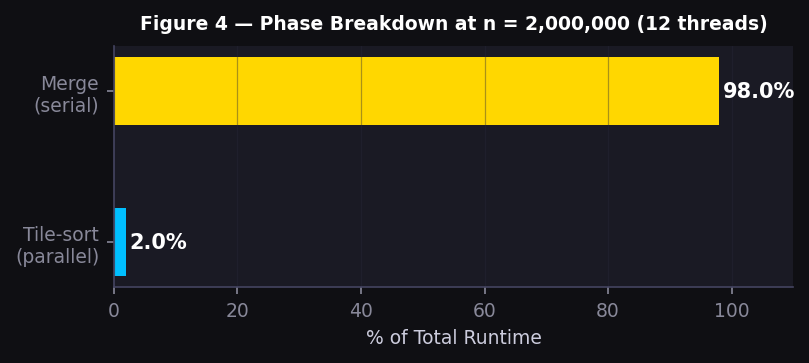 Figure 4 — Phase Breakdown at n = 2,000,000 (12 threads)
Merge
(serial)
98.0%
Tile-sort
(parallel)
2.0%
0 20 40 60 80 100
% of Total Runtime